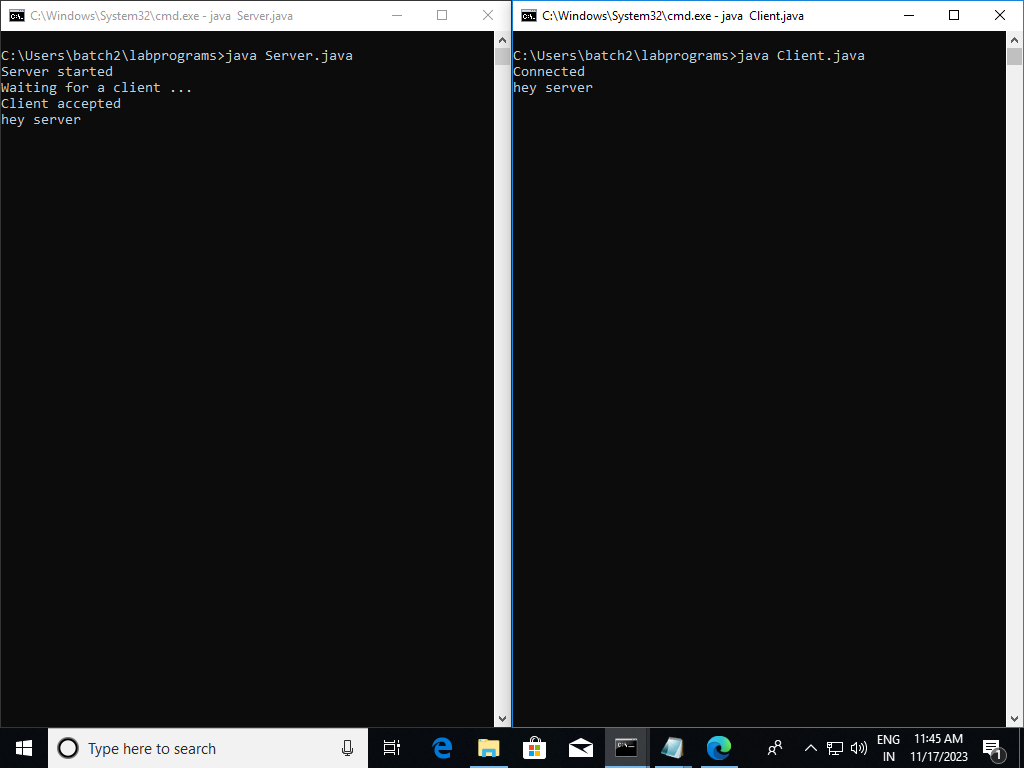 C:\Windows\System32\cmd.exe - java  Server.java
C:\Users\batch2\labprograms>java Server.java
Server started
Waiting for a client ...
Client accepted
hey server
C:\Windows\System32\cmd.exe - java  Client.java
C:\Users\batch2\labprograms>java Client.java
Connected
hey server
Type here to search
ENG
IN
11:45 AM
11/17/2023
1